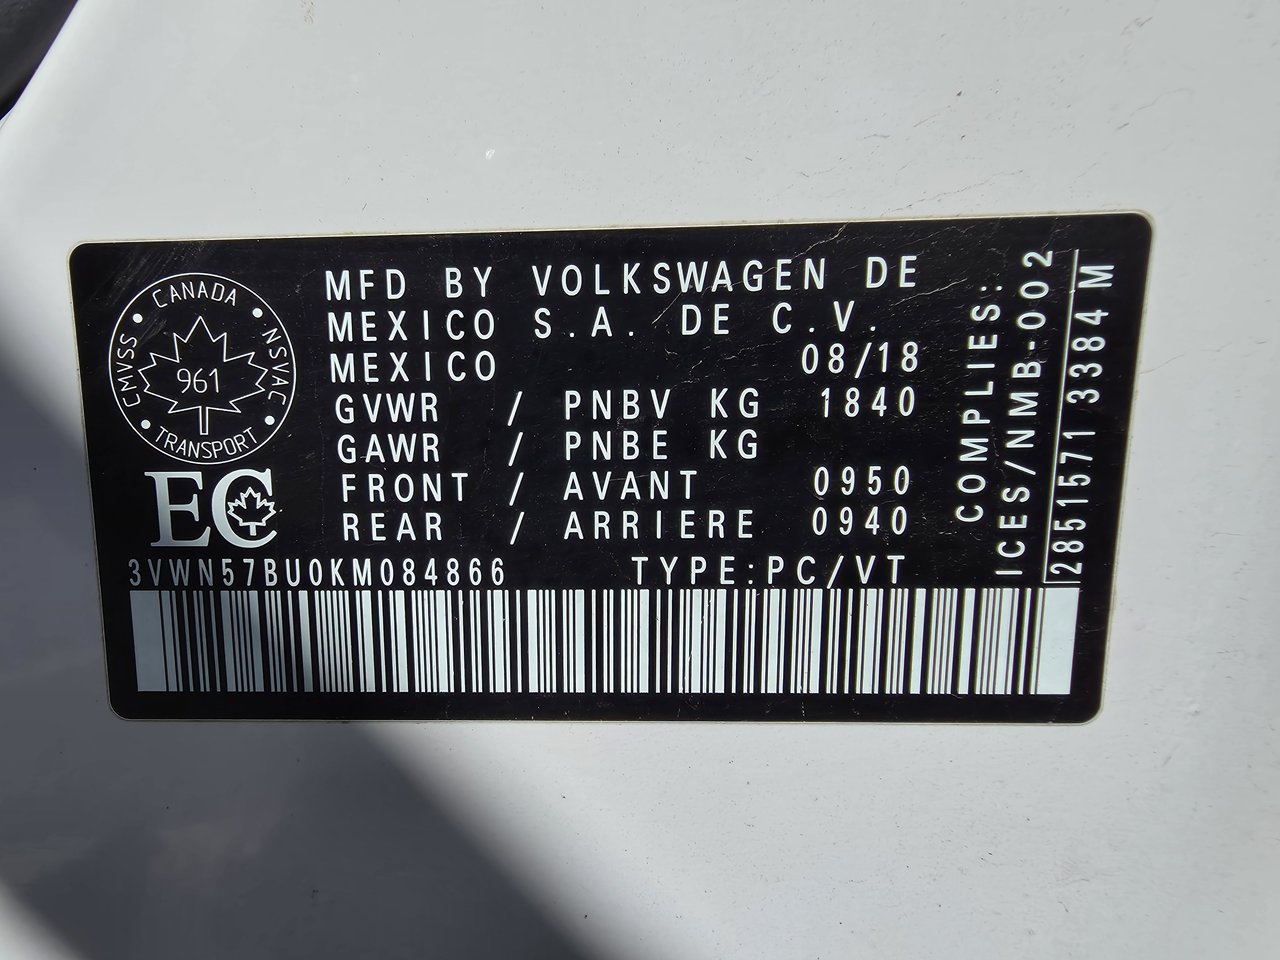 CANADA
CMVSS • NSVAC
961
TRANSPORT
EC
MFD BY VOLKSWAGEN DE
MEXICO S.A. DE C.V.
MEXICO 08/18
GVWR / PNBV KG 1840
GAWR / PNBE KG
FRONT / AVANT 0950
REAR / ARRIERE 0940
3VWN57BU0KM084866 TYPE:PC/VT
COMPLIES:
ICES/NMB-002
2851571 3384 M